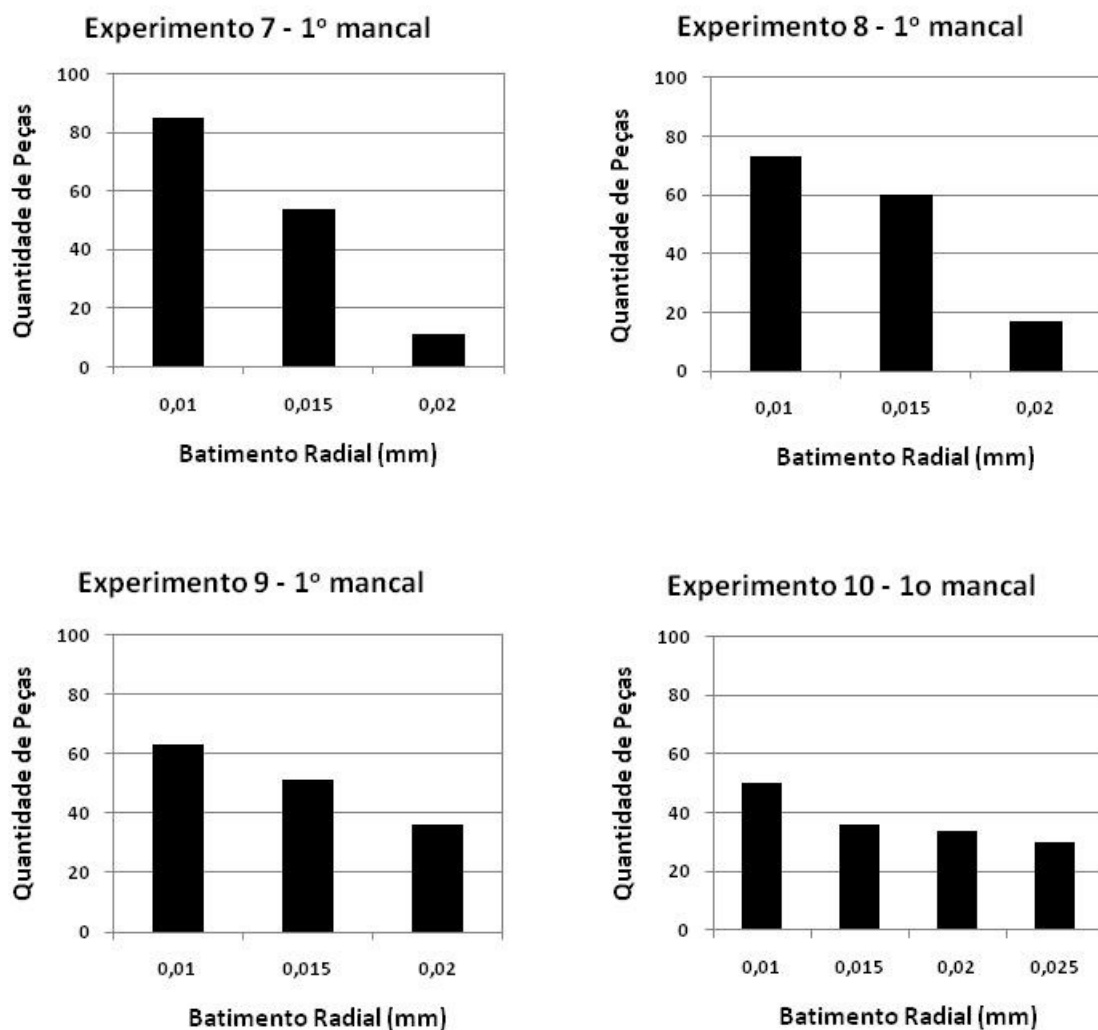 Experimento 7 - 1º mancal
Quantidade de Peças
100
80
60
40
20
0
0,01 0,015 0,02
Batimento Radial (mm)
Experimento 8 - 1º mancal
Quantidade de Peças
100
80
60
40
20
0
0,01 0,015 0,02
Batimento Radial (mm)
Experimento 9 - 1º mancal
Quantidade de Peças
100
80
60
40
20
0
0,01 0,015 0,02
Batimento Radial (mm)
Experimento 10 - 1o mancal
Quantidade de Peças
100
80
60
40
20
0
0,01 0,015 0,02 0,025
Batimento Radial (mm)